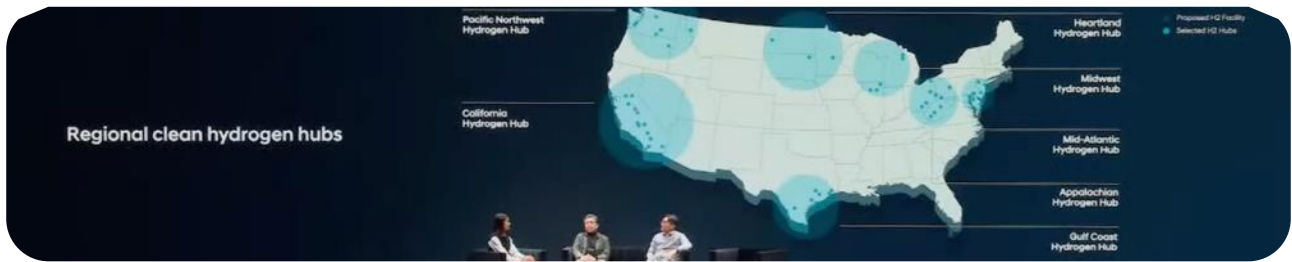 Regional clean hydrogen hubs
Pacific Northwest
Hydrogen Hub
California
Hydrogen Hub
Heartland
Hydrogen Hub
Midwest
Hydrogen Hub
Mid-Atlantic
Hydrogen Hub
Appalachian
Hydrogen Hub
Gulf Coast
Hydrogen Hub
Proposed H2 Facility
Selected H2 Hubs